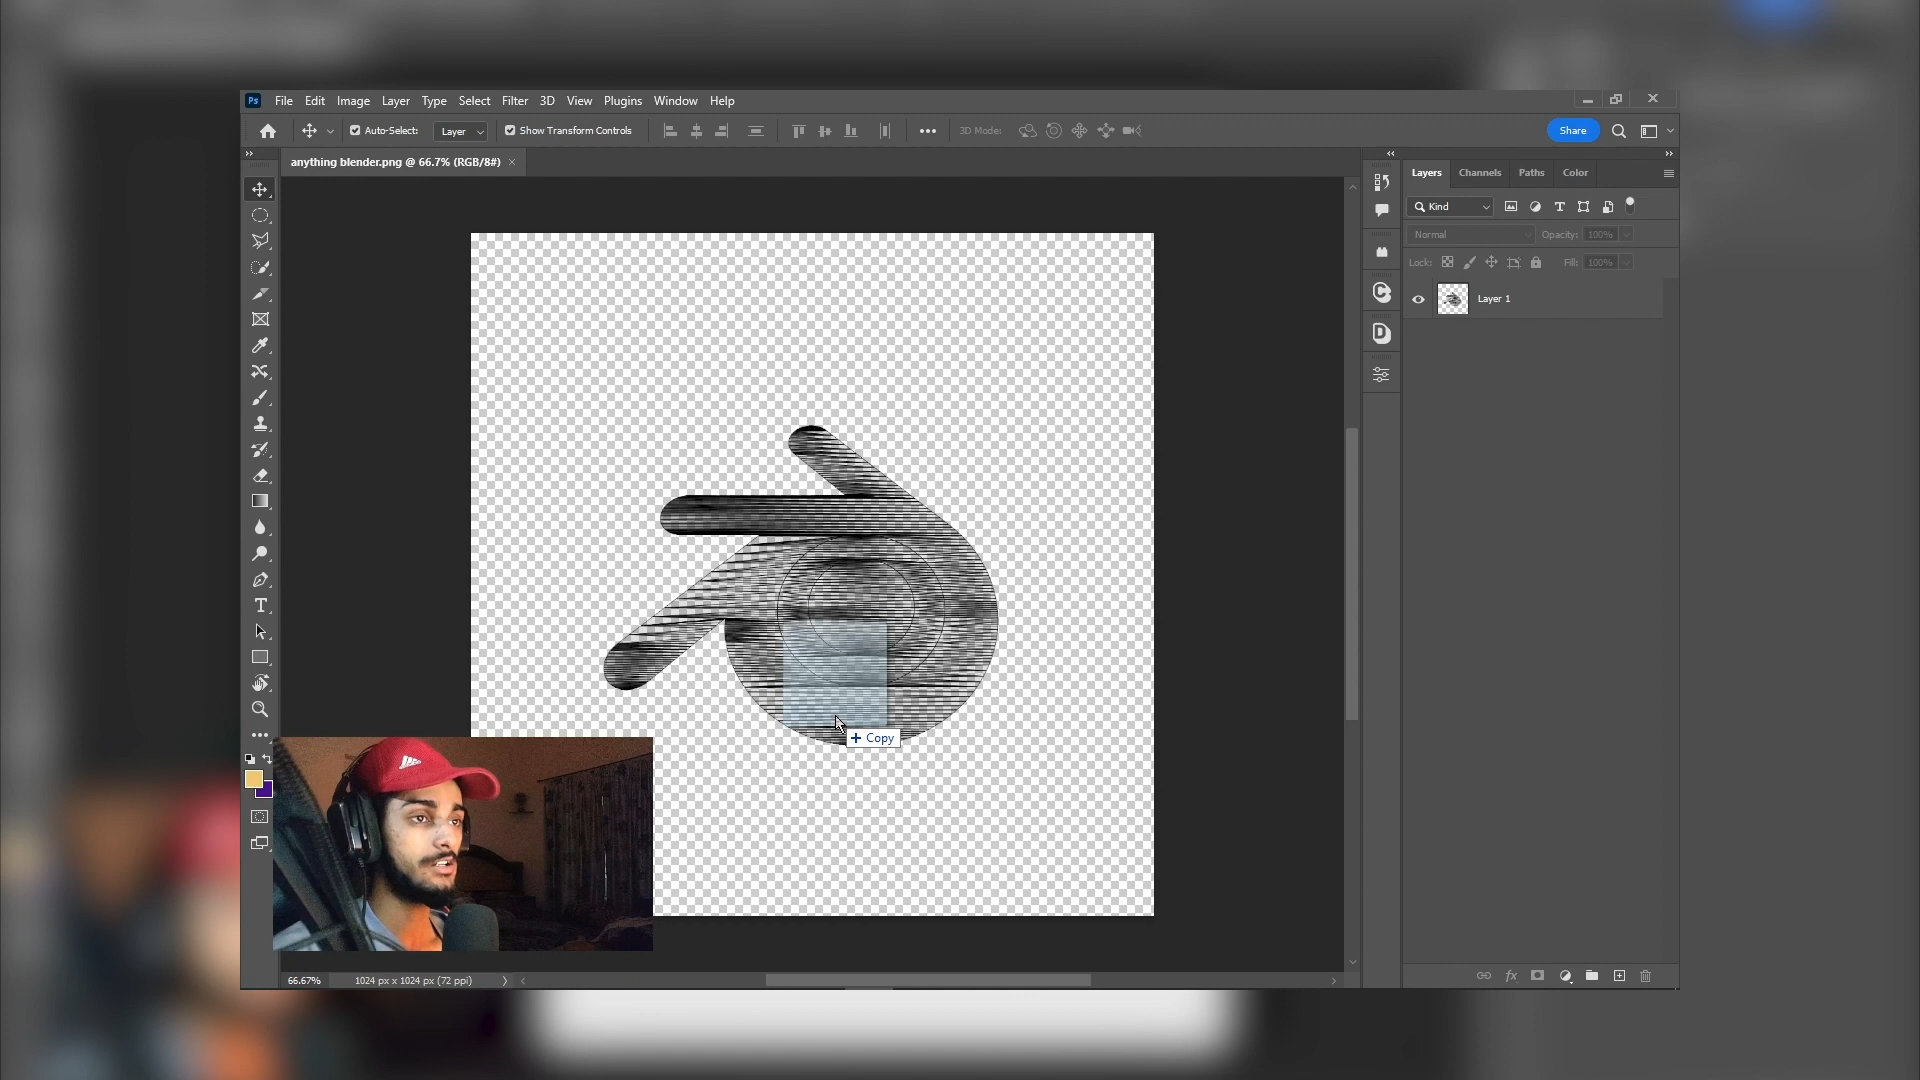 Ps File Edit Image Layer Type Select Filter 3D View Plugins Window Help
Auto-Select: Layer Show Transform Controls 3D Mode: Share
anything blender.png @ 66.7% (RGB/8#)
Layers Channels Paths Color
Kind
Normal Opacity: 100%
Lock: Fill: 100%
Layer 1
Copy
66.67% 1024 px x 1024 px (72 ppi)